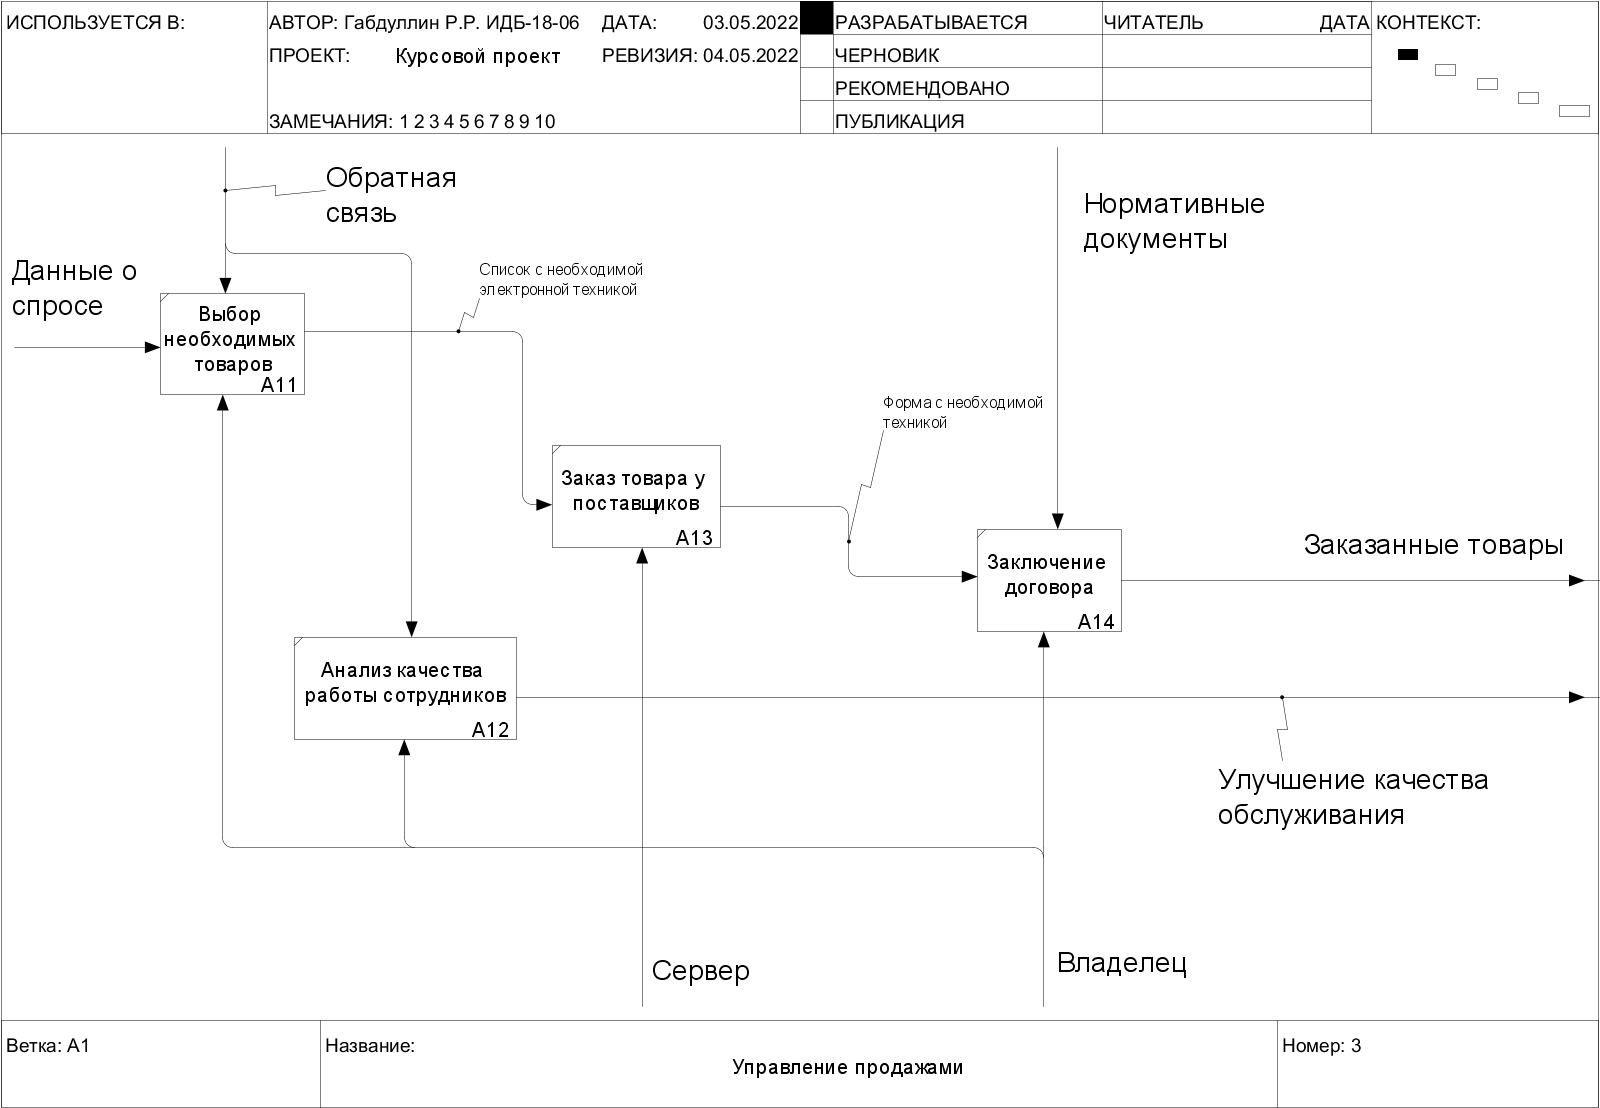 ИСПОЛЬЗУЕТСЯ В:
АВТОР: Габдуллин Р.Р. ИДБ-18-06
ДАТА: 03.05.2022
ПРОЕКТ: Курсовой проект
РЕВИЗИЯ: 04.05.2022
ЗАМЕЧАНИЯ: 1 2 3 4 5 6 7 8 9 10
РАЗРАБАТЫВАЕТСЯ
ЧЕРНОВИК
РЕКОМЕНДОВАНО
ПУБЛИКАЦИЯ
ЧИТАТЕЛЬ
ДАТА
КОНТЕКСТ:
Обратная
связь
Нормативные
документы
Данные о
спросе
Список с необходимой
электронной техникой
Выбор
необходимых
товаров
A11
Форма с необходимой
техникой
Заказ товара у
поставщиков
A13
Заключение
договора
A14
Заказанные товары
Анализ качества
работы сотрудников
A12
Улучшение качества
обслуживания
Сервер
Владелец
Ветка: A1
Название:
Управление продажами
Номер: 3